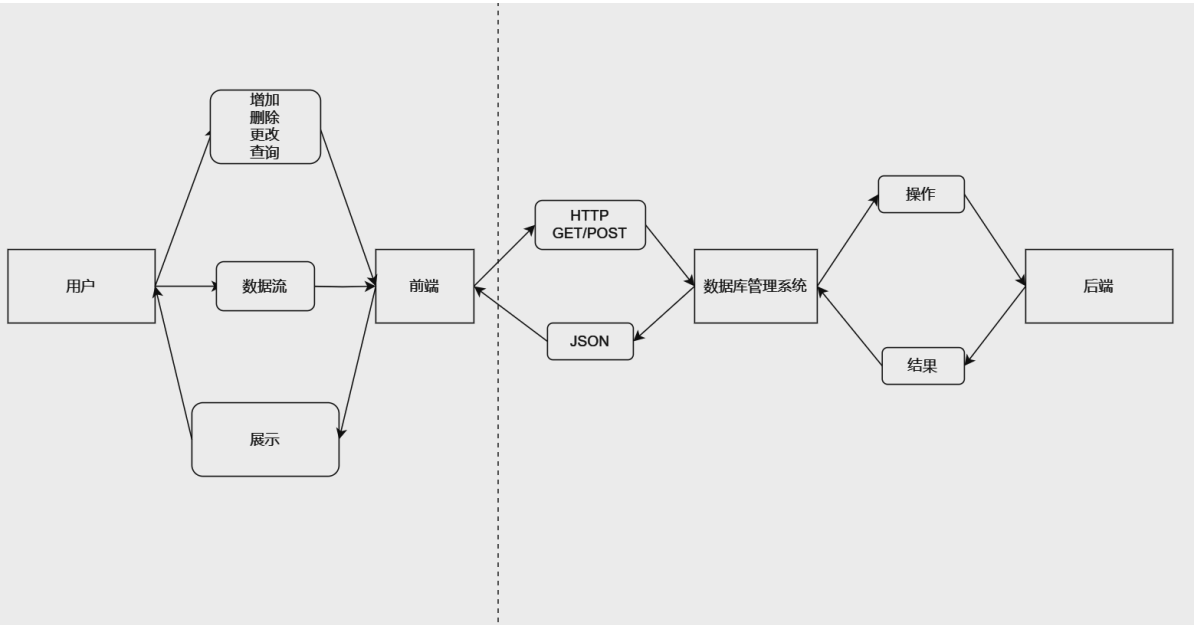 增加
删除
更改
查询
用户
数据流
前端
展示
HTTP
GET/POST
JSON
数据库管理系统
操作
结果
后端